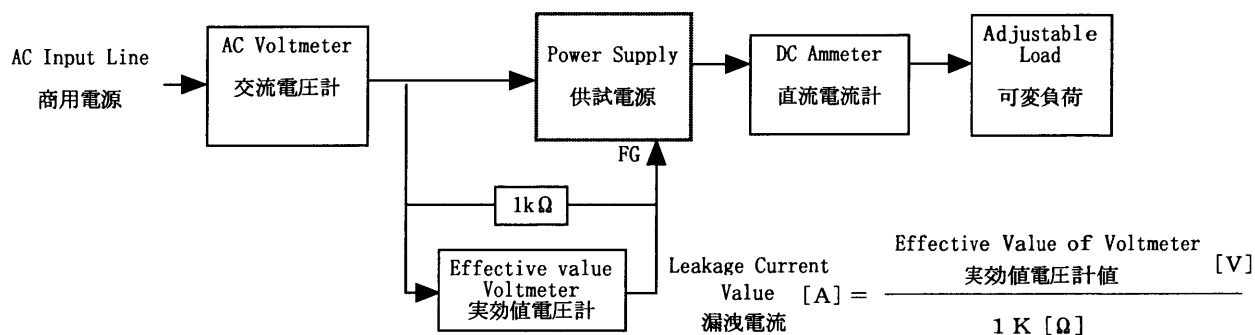 AC Input Line
商用電源
AC Voltmeter
交流電圧計
Power Supply
供試電源
DC Ammeter
直流電流計
Adjustable
Load
可変負荷
FG
1kΩ
Effective value
Voltmeter
実効値電圧計
Leakage Current
Value [A] =
漏洩電流
Effective Value of Voltmeter
実効値電圧計値 [V]
1 K [Ω]